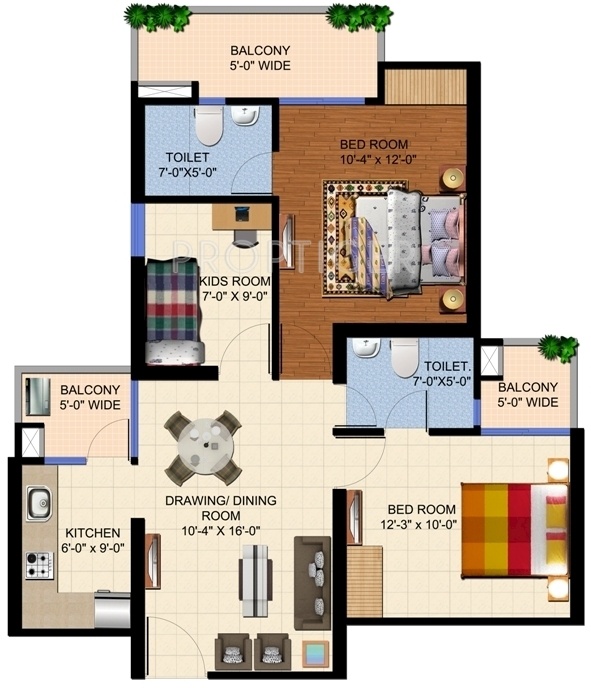 BALCONY
5'-0" WIDE
BED ROOM
10'-4" x 12'-0"
TOILET
7'-0"X5'-0"
KIDS ROOM
7'-0" X 9'-0"
TOILET.
7'-0"X5'-0"
BALCONY
5'-0" WIDE
BALCONY
5'-0" WIDE
DRAWING/ DINING
ROOM
10'-4" X 16'-0"
BED ROOM
12'-3" x 10'-0"
KITCHEN
6'-0" x 9'-0"